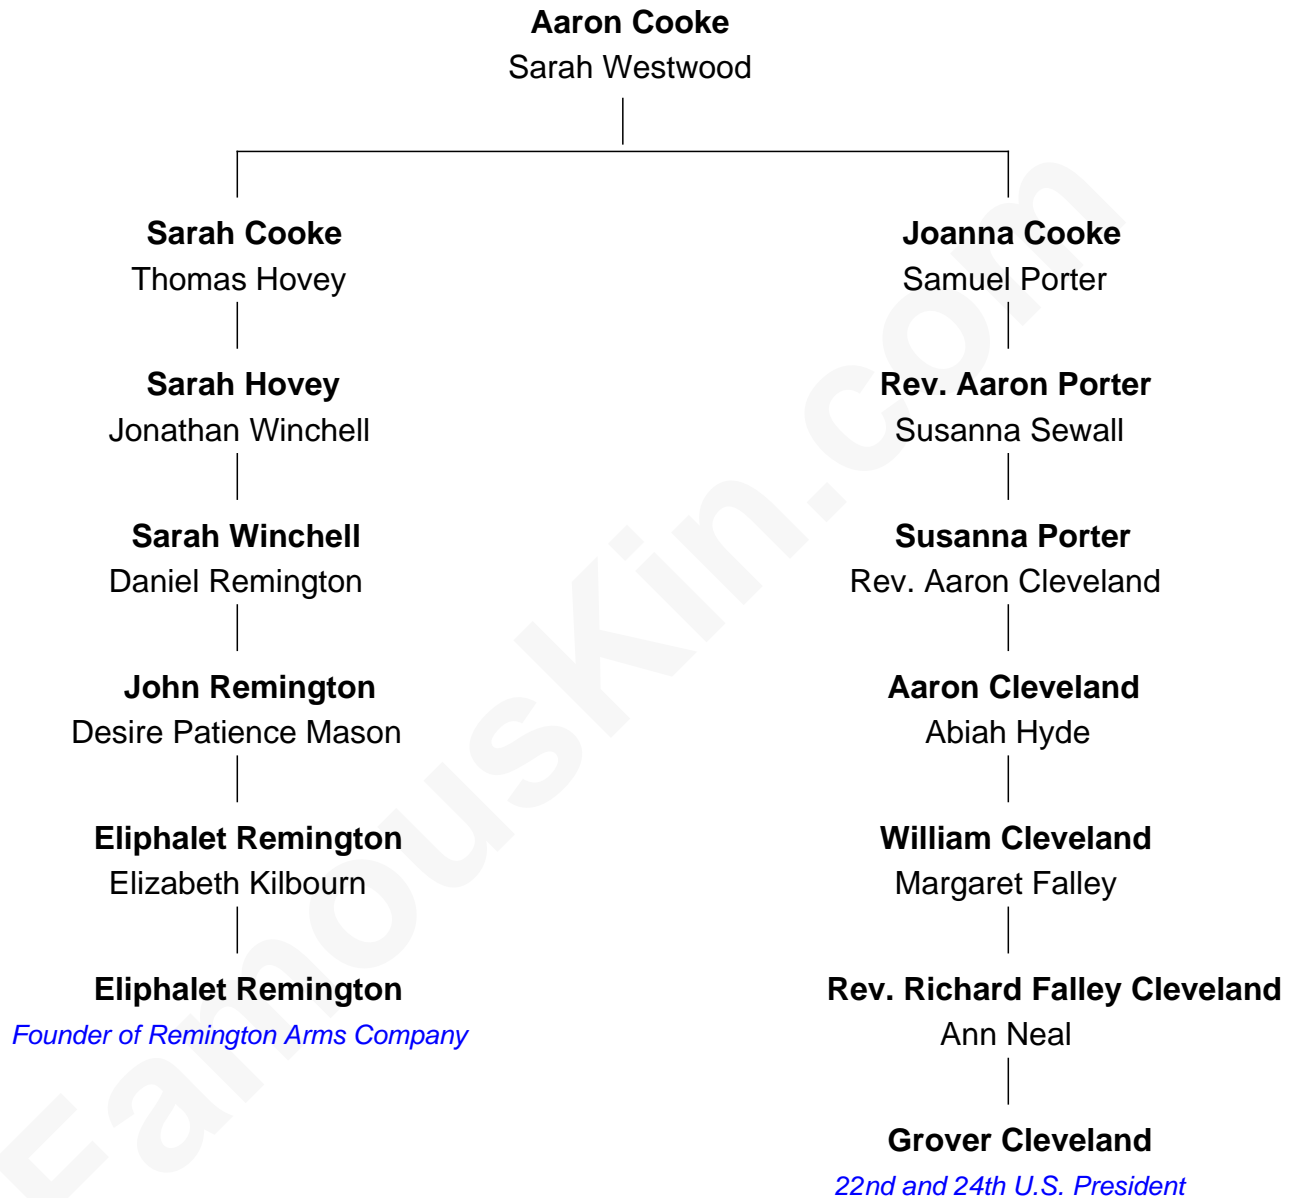 Aaron Cooke
Sarah Westwood
Sarah Cooke
Thomas Hovey
Joanna Cooke
Samuel Porter
Sarah Hovey
Jonathan Winchell
Rev. Aaron Porter
Susanna Sewall
Sarah Winchell
Daniel Remington
Susanna Porter
Rev. Aaron Cleveland
John Remington
Desire Patience Mason
Aaron Cleveland
Abiah Hyde
Eliphalet Remington
Elizabeth Kilbourn
William Cleveland
Margaret Falley
Eliphalet Remington
Founder of Remington Arms Company
Rev. Richard Falley Cleveland
Ann Neal
Grover Cleveland
22nd and 24th U.S. President
FamousKin.com